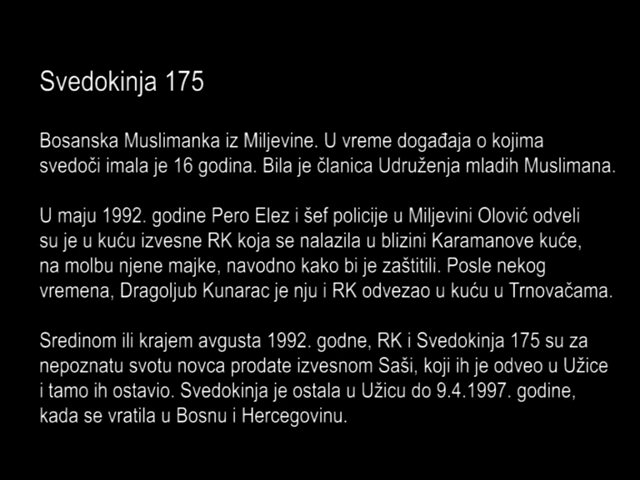 Svedokinja 175
Bosanska Muslimanka iz Miljevine. U vreme događaja o kojima
svedoči imala je 16 godina. Bila je članica Udruženja mladih Muslimana.
U maju 1992. godine Pero Elez i šef policije u Miljevini Olović odveli
su je u kuću izvesne RK koja se nalazila u blizini Karamanove kuće,
na molbu njene majke, navodno kako bi je zaštitili. Posle nekog
vremena, Dragoljub Kunarac je nju i RK odvezao u kuću u Trnovačama.
Sredinom ili krajem avgusta 1992. godne, RK i Svedokinja 175 su za
nepoznatu svotu novca prodate izvesnom Saši, koji ih je odveo u Užice
i tamo ih ostavio. Svedokinja je ostala u Užicu do 9.4.1997. godine,
kada se vratila u Bosnu i Hercegovinu.